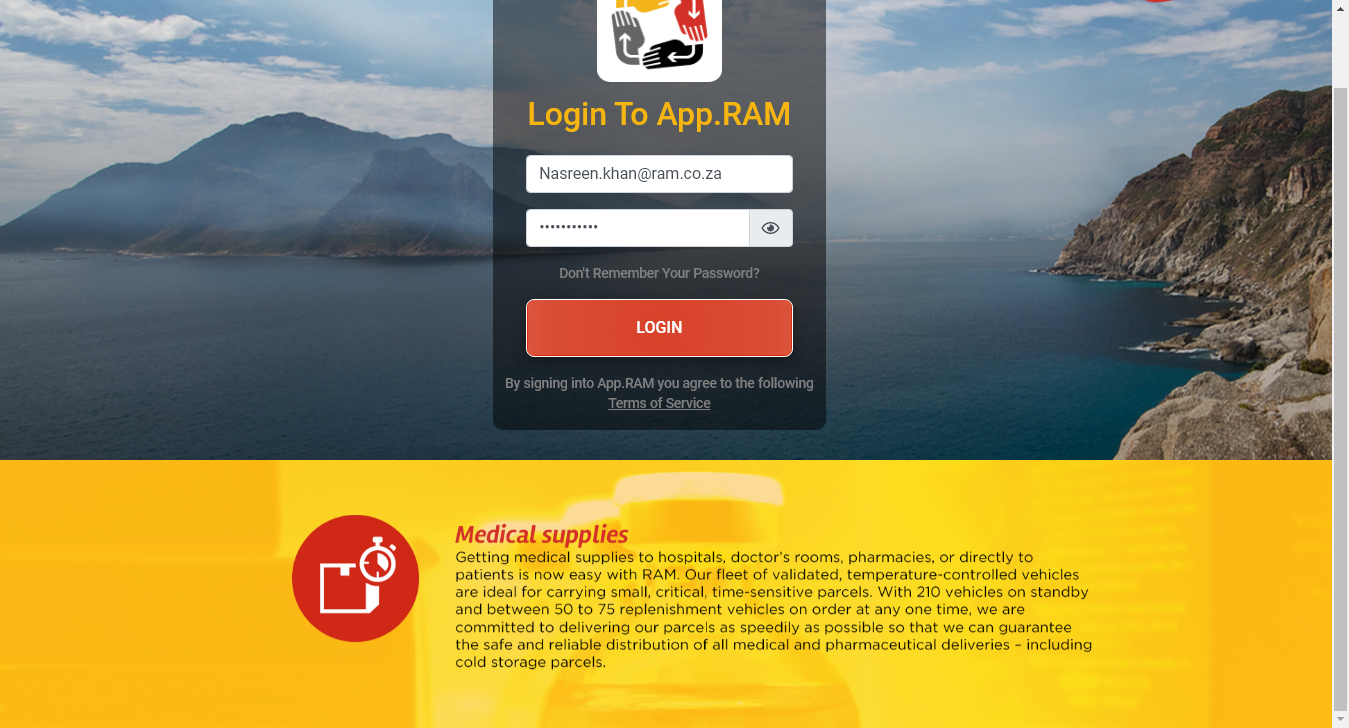 Login To App.RAM
Nasreen.khan@ram.co.za
•••••••••••
Don't Remember Your Password?
LOGIN
By signing into App.RAM you agree to the following
Terms of Service
Medical supplies
Getting medical supplies to hospitals, doctor's rooms, pharmacies, or directly to
patients is now easy with RAM. Our fleet of validated, temperature-controlled vehicles
are ideal for carrying small, critical, time-sensitive parcels. With 210 vehicles on standby
and between 50 to 75 replenishment vehicles on order at any one time, we are
committed to delivering our parcels as speedily as possible so that we can guarantee
the safe and reliable distribution of all medical and pharmaceutical deliveries – including
cold storage parcels.